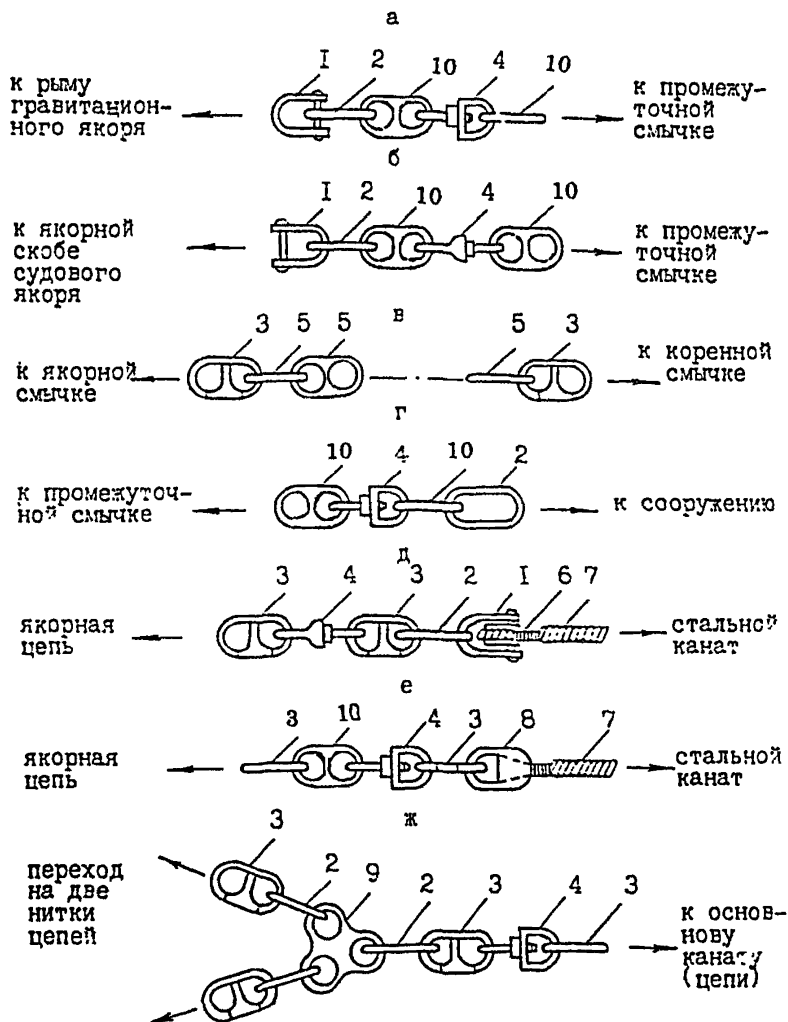 а
I 2 10 4 10
к рыму
гравитацион-
ного якоря
к промежу-
точной
смычке
б
I 2 10 4 10
к якорной
скобе
судового
якоря
к промежу-
точной
смычке
в
3 5 5 5 3
к якорной
смычке
к коренной
смычке
г
10 4 10 2
к промежуточ-
ной смычке
к сооружению
д
3 4 3 2 I 6 7
якорная
цепь
стальной
канат
е
3 10 4 3 8 7
якорная
цепь
стальной
канат
ж
3 2 9 2 3 4 3
переход
на две
нитки
цепей
к основ-
нову
канату
(цепи)